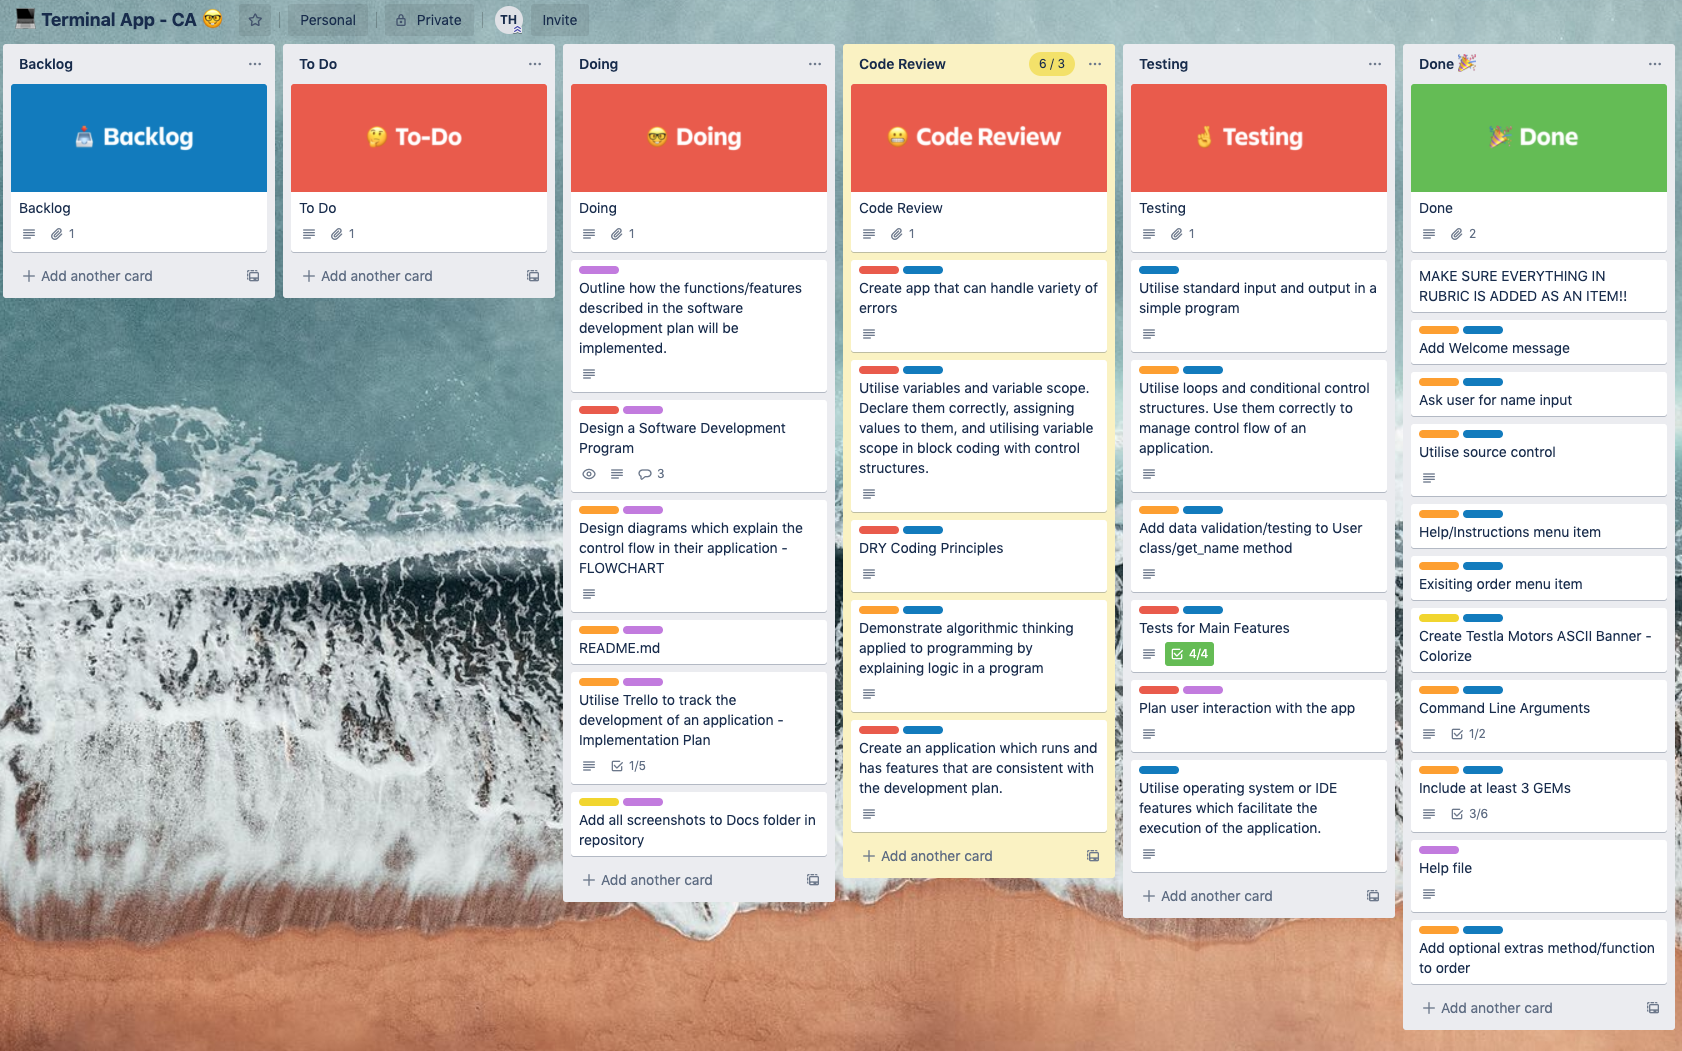 Terminal App - CA
Personal
Private
TH
Invite
Backlog
Backlog
Backlog
1
Add another card
To Do
To-Do
To Do
1
Add another card
Doing
Doing
Doing
1
Outline how the functions/features
described in the software
development plan will be
implemented.
Design a Software Development
Program
3
Design diagrams which explain the
control flow in their application -
FLOWCHART
README.md
Utilise Trello to track the
development of an application -
Implementation Plan
1/5
Add all screenshots to Docs folder in
repository
Add another card
Code Review
6 / 3
Code Review
Code Review
1
Create app that can handle variety of
errors
Utilise variables and variable scope.
Declare them correctly, assigning
values to them, and utilising variable
scope in block coding with control
structures.
DRY Coding Principles
Demonstrate algorithmic thinking
applied to programming by
explaining logic in a program
Create an application which runs and
has features that are consistent with
the development plan.
Add another card
Testing
Testing
Testing
1
Utilise standard input and output in a
simple program
Utilise loops and conditional control
structures. Use them correctly to
manage control flow of an
application.
Add data validation/testing to User
class/get_name method
Tests for Main Features
4/4
Plan user interaction with the app
Utilise operating system or IDE
features which facilitate the
execution of the application.
Add another card
Done
Done
Done
2
MAKE SURE EVERYTHING IN
RUBRIC IS ADDED AS AN ITEM!!
Add Welcome message
Ask user for name input
Utilise source control
Help/Instructions menu item
Exisiting order menu item
Create Testla Motors ASCII Banner -
Colorize
Command Line Arguments
1/2
Include at least 3 GEMs
3/6
Help file
Add optional extras method/function
to order
Add another card